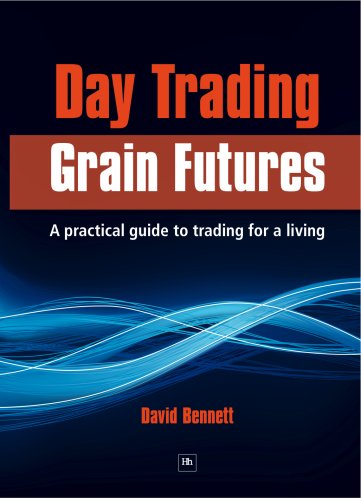 Day Trading
Grain Futures
A practical guide to trading for a living
David Bennett
Hh